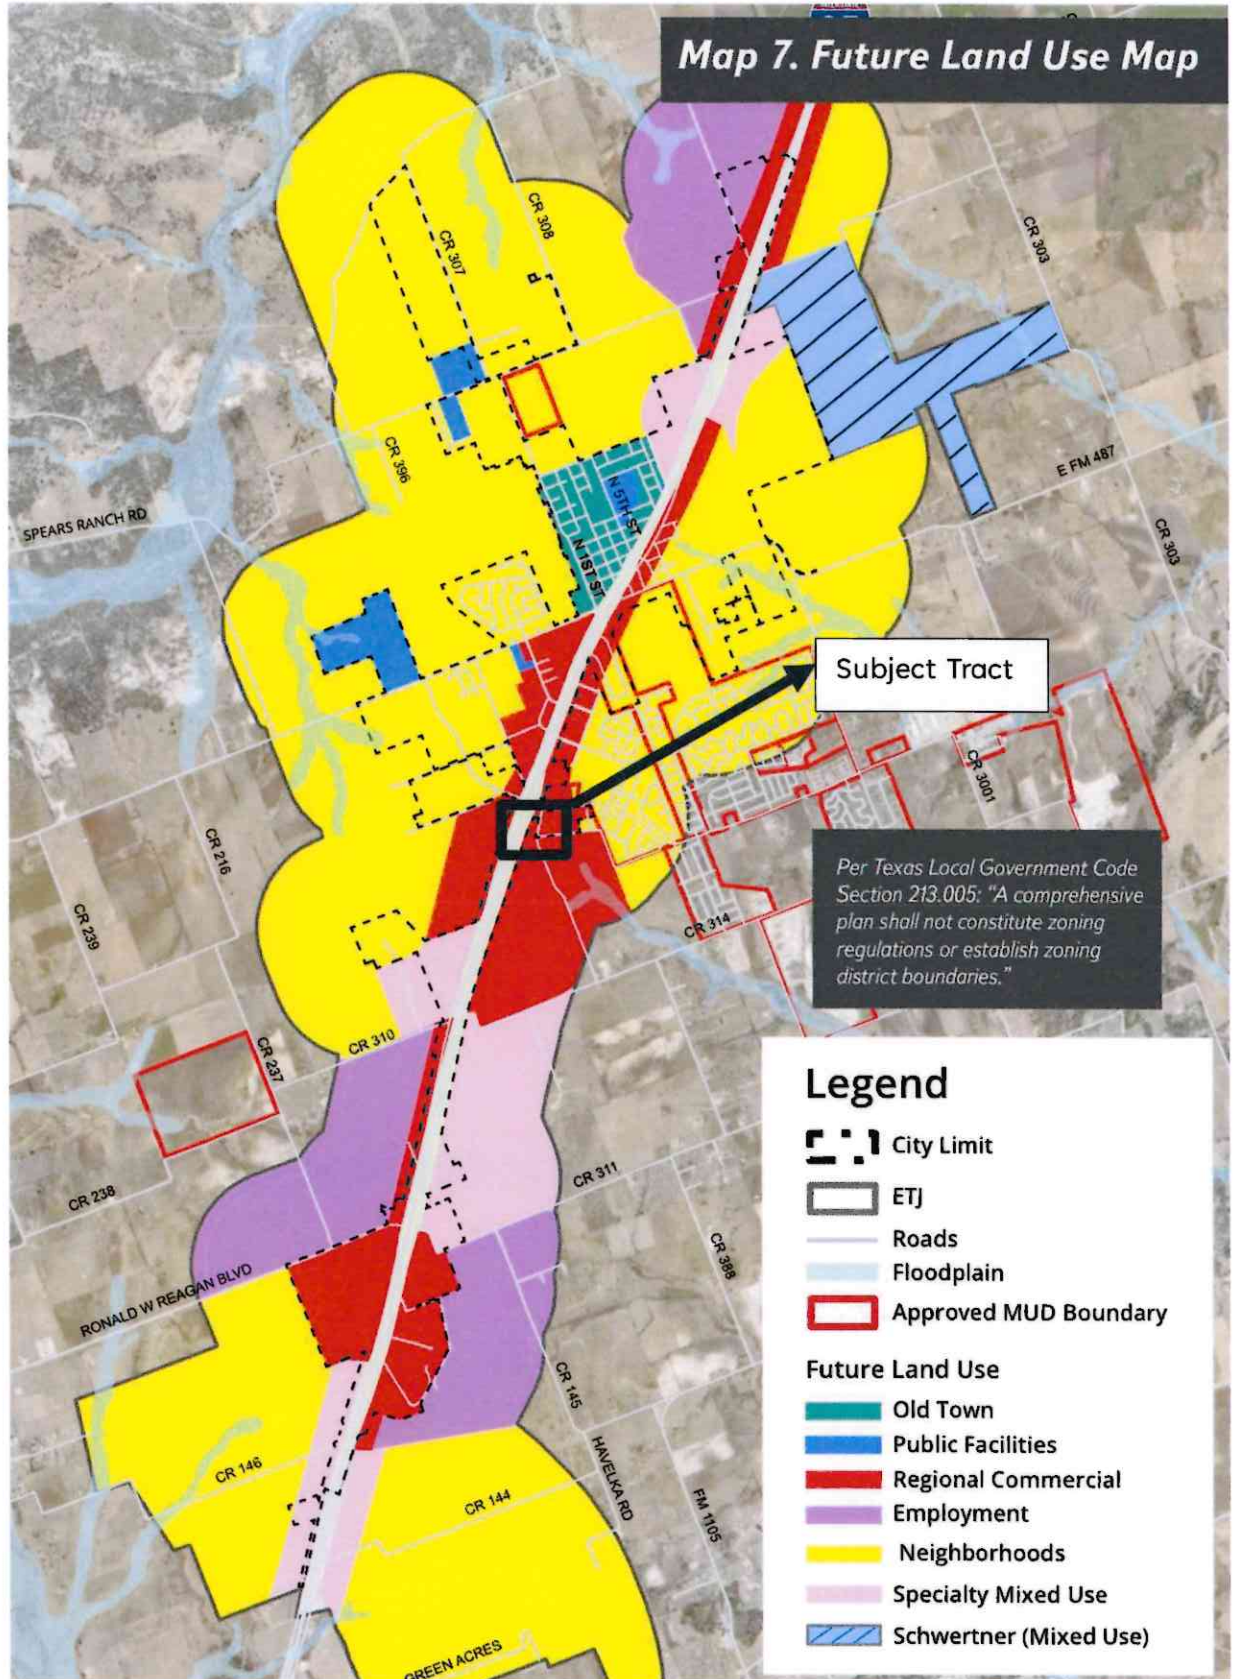 Map 7. Future Land Use Map
CR 308
CR 307
CR 303
CR 396
N 5TH ST
N 1ST ST
E FM 487
CR 303
SPEARS RANCH RD
Subject Tract
CR 3001
CR 216
CR 239
CR 314
Per Texas Local Government Code
Section 213.005: "A comprehensive
plan shall not constitute zoning
regulations or establish zoning
district boundaries."
CR 310
CR 237
CR 238
CR 311
CR 388
RONALD W REAGAN BLVD
CR 145
HAVELKA RD
CR 146
CR 144
FM 1105
GREEN ACRES
Legend
City Limit
ETJ
Roads
Floodplain
Approved MUD Boundary
Future Land Use
Old Town
Public Facilities
Regional Commercial
Employment
Neighborhoods
Specialty Mixed Use
Schwertner (Mixed Use)